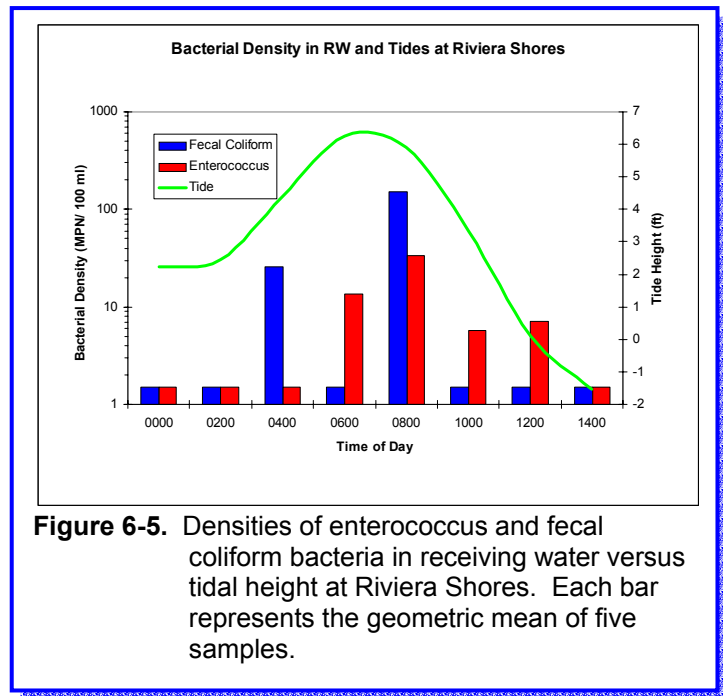 Bacterial Density in RW and Tides at Riviera Shores
1000
100
10
1
Bacterial Density (MPN/ 100 ml)
Fecal Coliform
Enterococcus
Tide
7
6
5
4
3
2
1
0
-1
-2
Tide Height (ft)
0000 0200 0400 0600 0800 1000 1200 1400
Time of Day
Figure 6-5. Densities of enterococcus and fecal
coliform bacteria in receiving water versus
tidal height at Riviera Shores. Each bar
represents the geometric mean of five
samples.